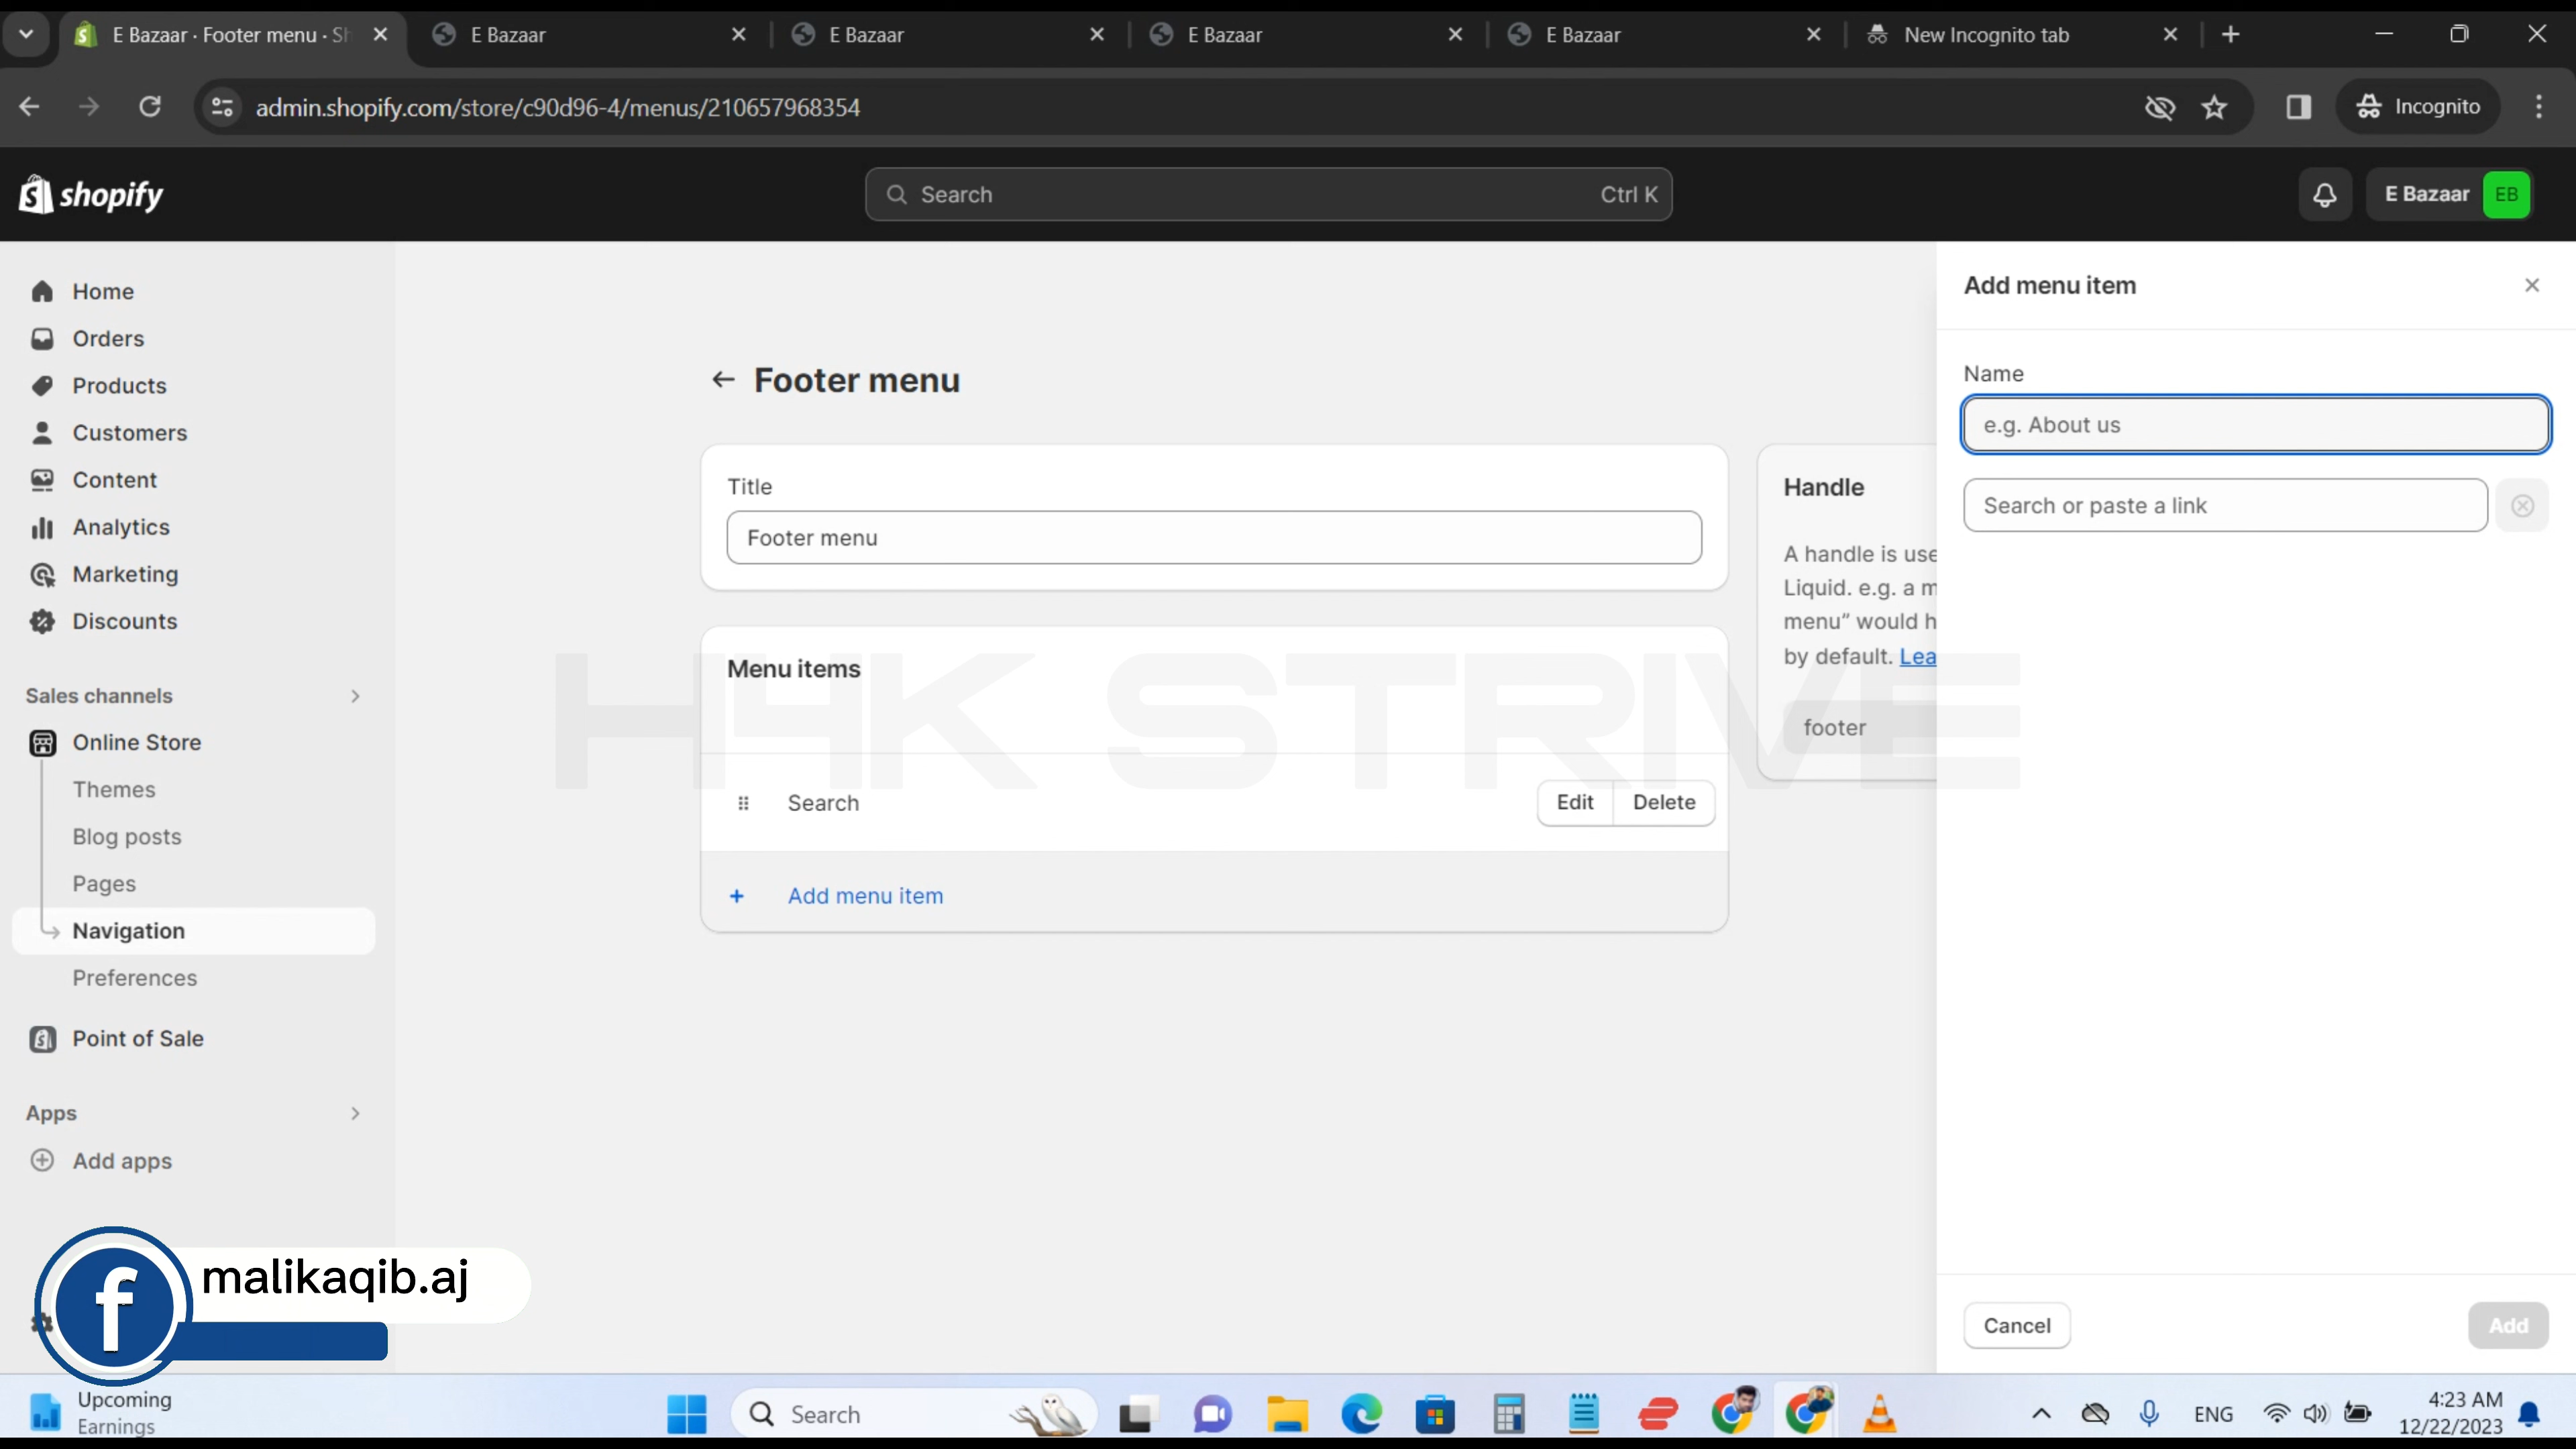 E Bazaar · Footer menu · Sh
E Bazaar
E Bazaar
E Bazaar
E Bazaar
New Incognito tab
admin.shopify.com/store/c90d96-4/menus/210657968354
Incognito
shopify
Search
Ctrl K
E Bazaar
EB
Home
Orders
Products
Customers
Content
Analytics
Marketing
Discounts
Sales channels
Online Store
Themes
Blog posts
Pages
Navigation
Preferences
Point of Sale
Apps
Add apps
Footer menu
Title
Footer menu
Menu items
Search
Edit
Delete
+ Add menu item
Handle
A handle is use
Liquid. e.g. a m
menu” would h
by default. Lea
footer
Add menu item
Name
e.g. About us
Search or paste a link
Cancel
Add
HHK STRIVE
malikaqib.aj
Upcoming
Earnings
Search
ENG
4:23 AM
12/22/2023